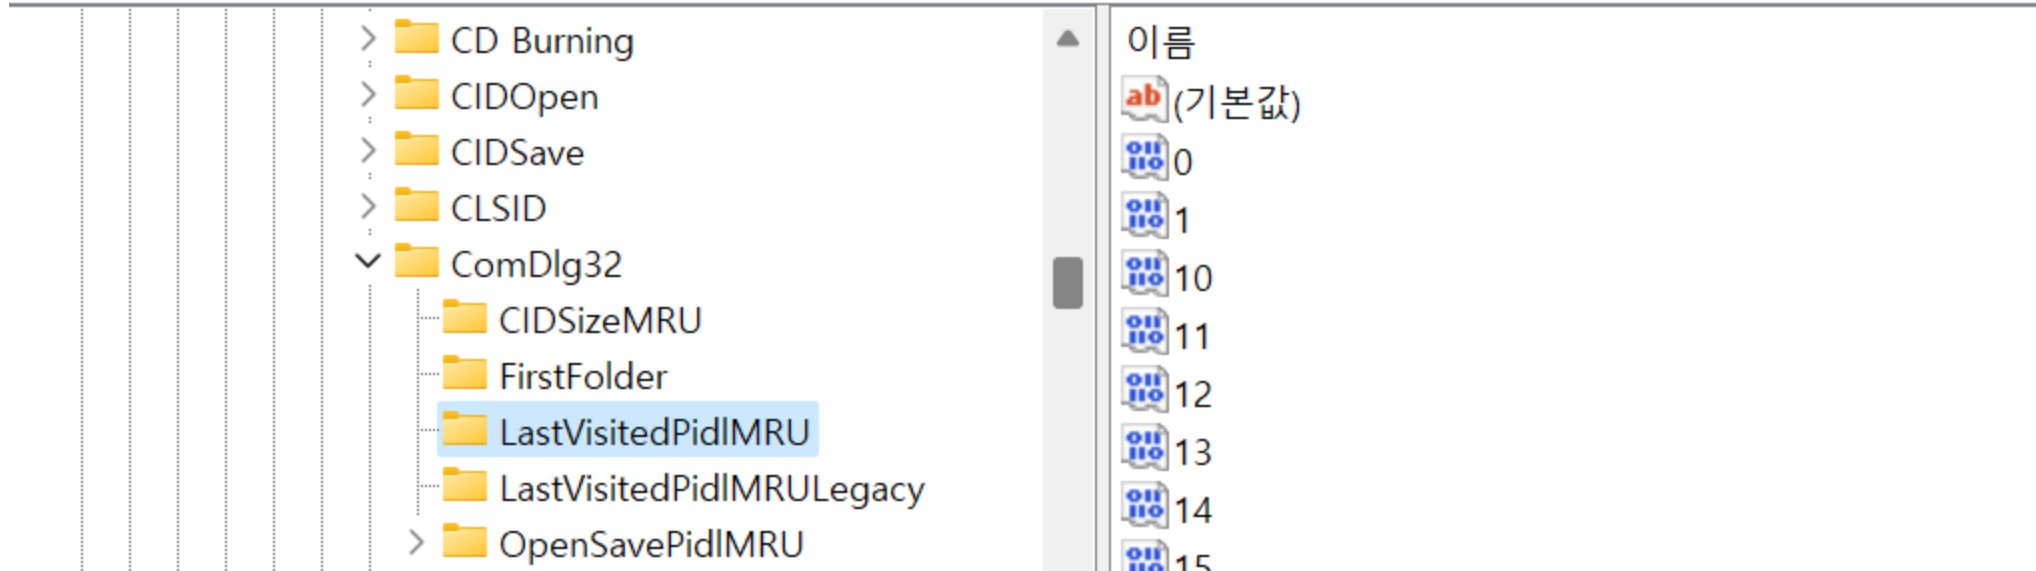 CD Burning
CIDOpen
CIDSave
CLSID
ComDlg32
CIDSizeMRU
FirstFolder
LastVisitedPidlMRU
LastVisitedPidlMRULegacy
OpenSavePidlMRU
이름
(기본값)
0
1
10
11
12
13
14
15